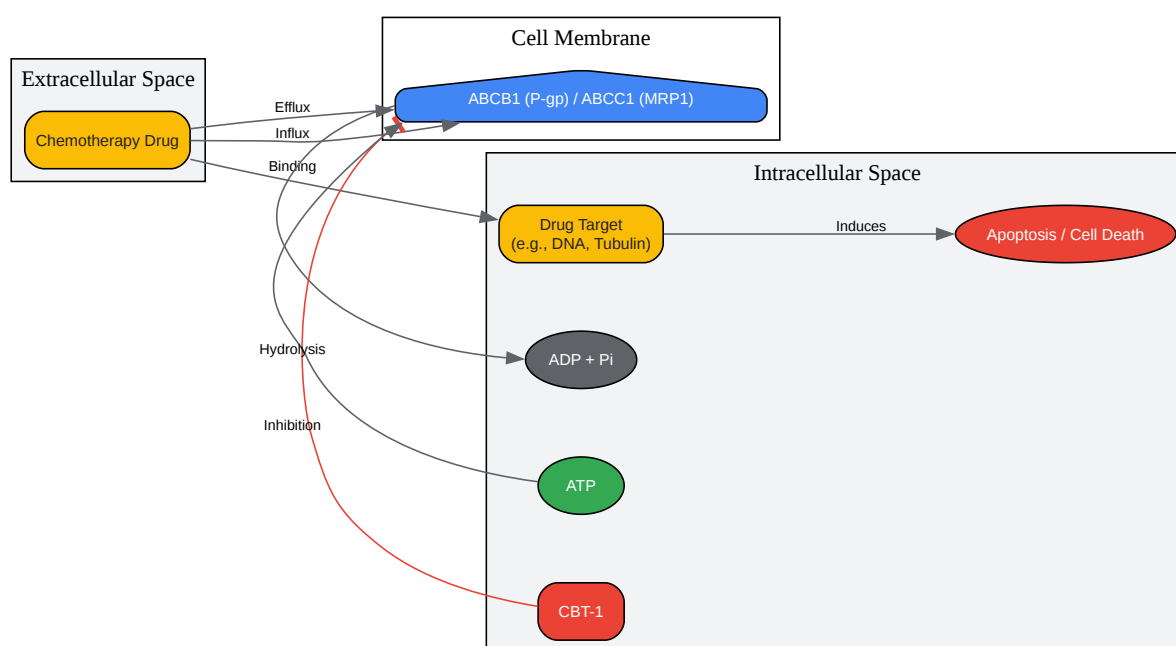 Cell Membrane
Extracellular Space
ABCB1 (P-gp) / ABCC1 (MRP1)
Efflux
Chemotherapy Drug
Influx
Binding
Intracellular Space
Drug Target
(e.g., DNA, Tubulin)
Induces
Apoptosis / Cell Death
Hydrolysis
ADP + Pi
Inhibition
ATP
CBT-1